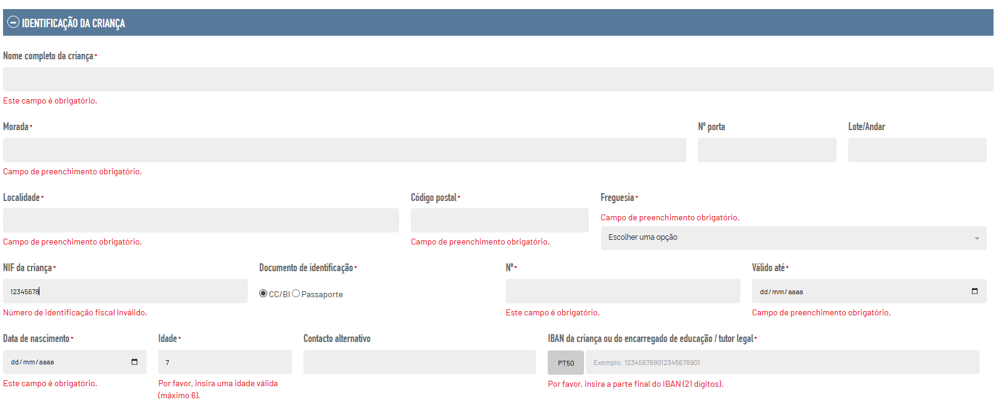 IDENTIFICAÇÃO DA CRIANÇA
Nome completo da criança*
Este campo é obrigatório.
Morada* Nº porta Lote/Andar
Campo de preenchimento obrigatório.
Localidade* Código postal* Freguesia*
Campo de preenchimento obrigatório.
Escolher uma opção
Campo de preenchimento obrigatório. Campo de preenchimento obrigatório.
NIF da criança* Documento de identificação* Nº* Válido até*
12345678 CC/BI Passaporte dd/mm/aaaa
Número de identificação fiscal inválido. Este campo é obrigatório. Campo de preenchimento obrigatório.
Data de nascimento* Idade* Contacto alternativo IBAN da criança ou do encarregado de educação / tutor legal*
dd/mm/aaaa 7 PT50 Exemplo: 123456789012345678901
Este campo é obrigatório. Por favor, insira uma idade válida Por favor, insira a parte final do IBAN (21 dígitos).
(máximo 6).